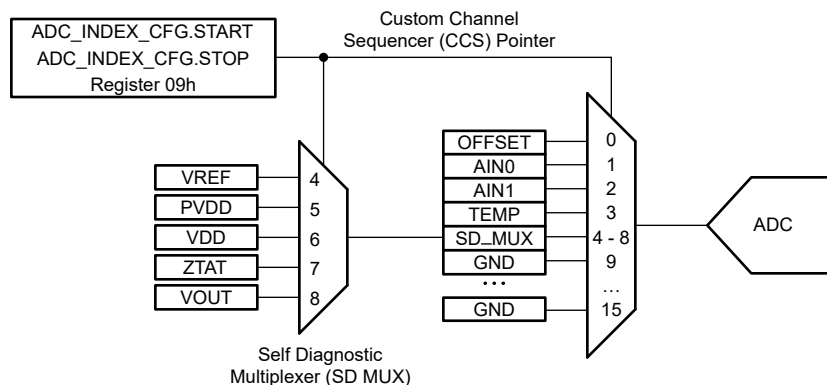 ADC_INDEX_CFG.START
ADC_INDEX_CFG.STOP
Register 09h
Custom Channel
Sequencer (CCS) Pointer
VREF
PVDD
VDD
ZTAT
VOUT
4
5
6
7
8
Self Diagnostic
Multiplexer (SD MUX)
OFFSET
AIN0
AIN1
TEMP
SD_MUX
GND
...
GND
0
1
2
3
4 - 8
9
...
15
ADC